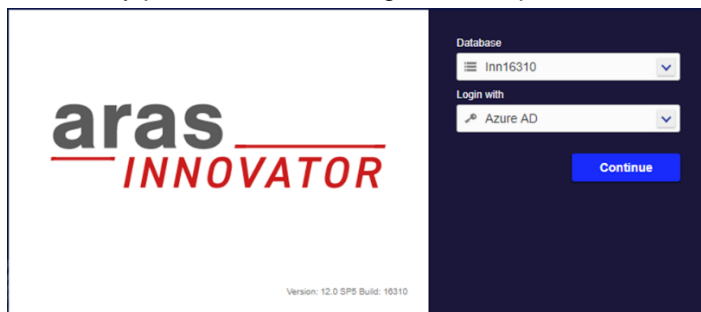 Database
Inn16310
Login with
Azure AD
Continue
aras
INNOVATOR
Version: 12.0 SP5 Build: 16310